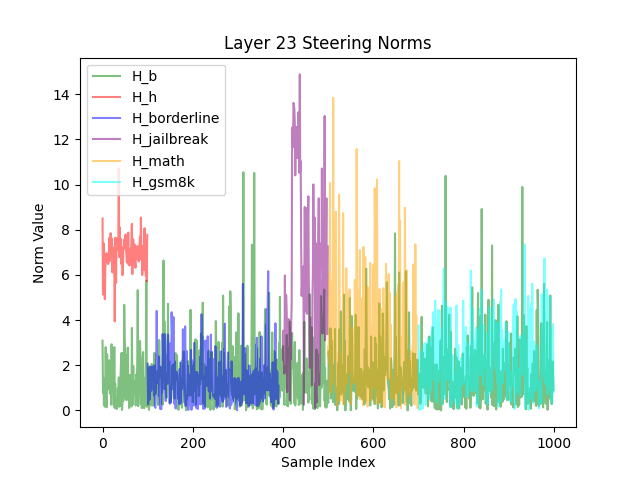 Layer 23 Steering Norms
H_b
H_h
H_borderline
H_jailbreak
H_math
H_gsm8k
Norm Value
14
12
10
8
6
4
2
0
0 200 400 600 800 1000
Sample Index